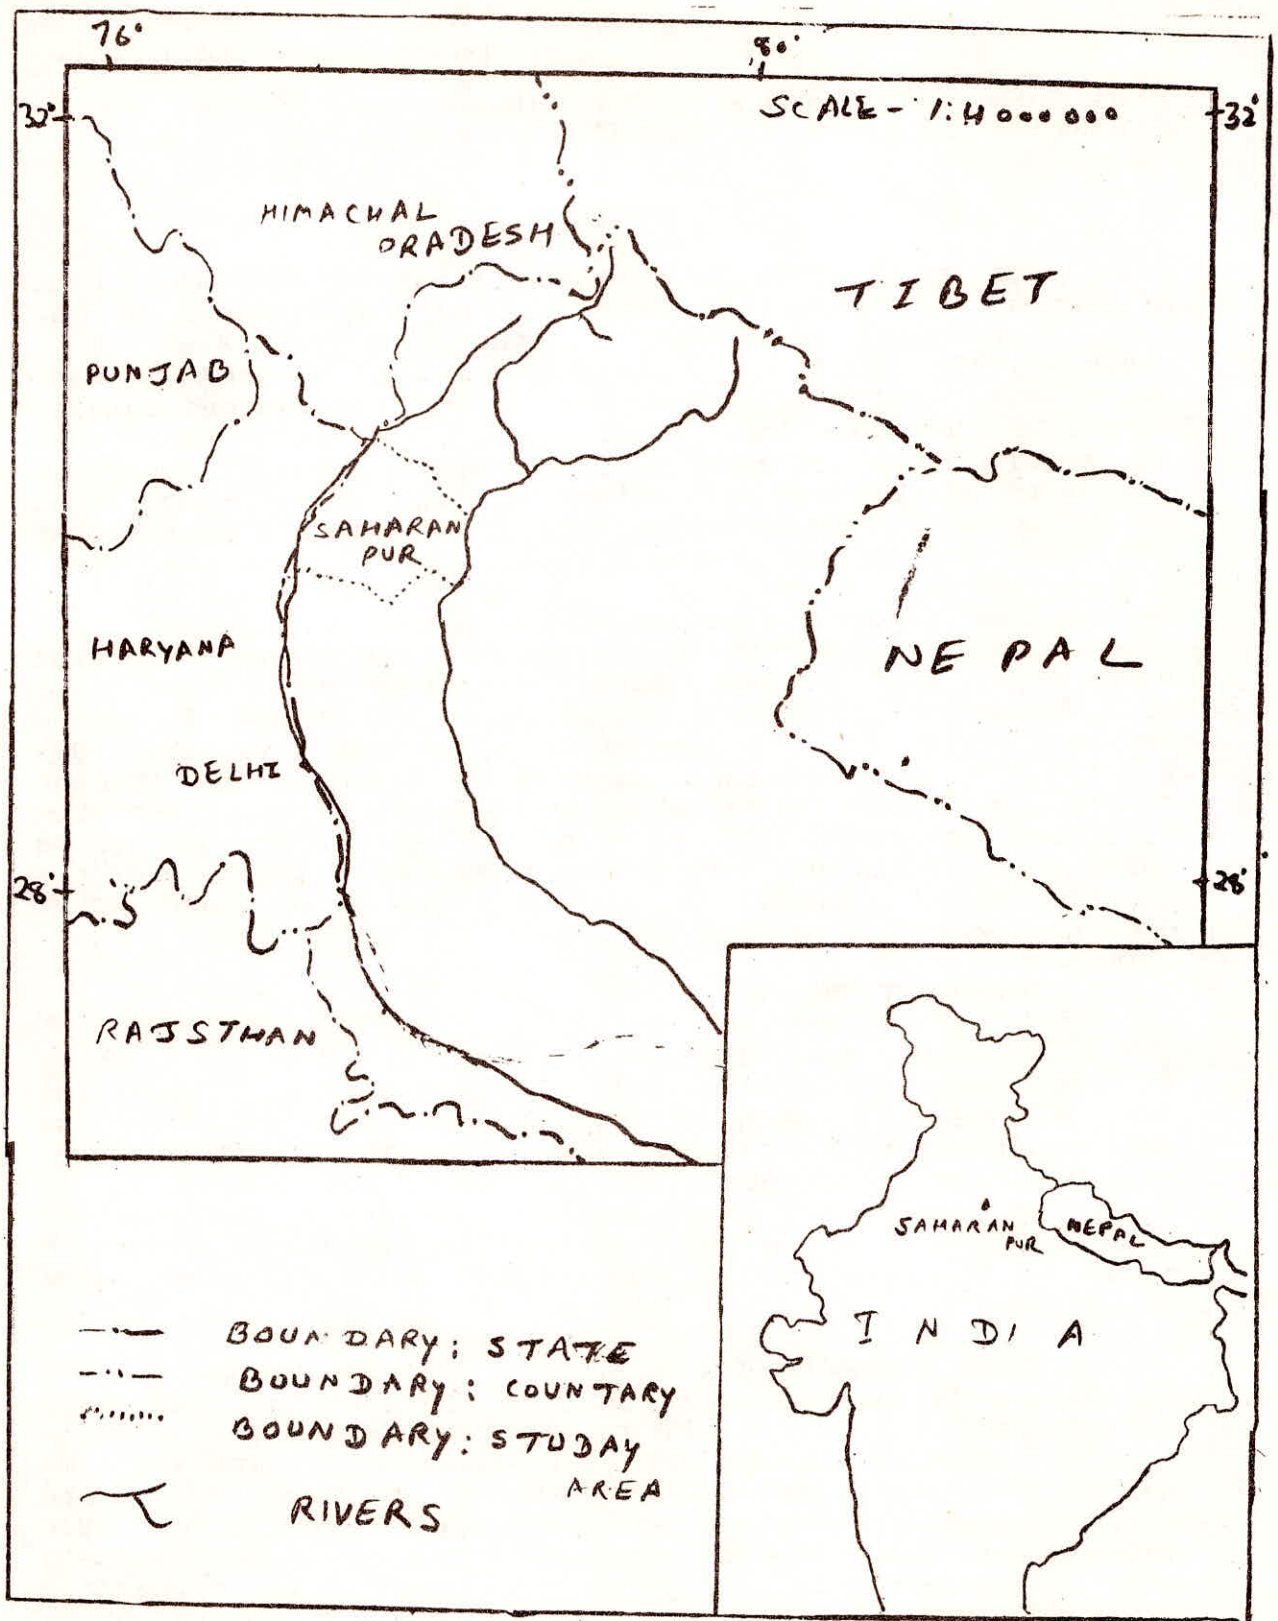 76° 80°
32° SCALE - 1:4000000 32°
HIMACHAL
PRADESH
TIBET
PUNJAB
SAHARAN
PUR
HARYANA
NEPAL
DELHI
28° 28°
RAJSTHAN
SAHARAN
PUR
NEPAL
INDIA
BOUNDARY: STATE
BOUNDARY: COUNTARY
BOUNDARY: STUDAY
AREA
RIVERS